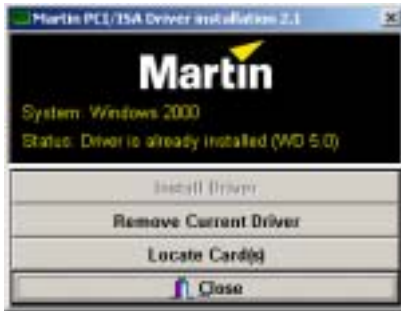 Martin PCI/ISA Driver installation 2.1
Martin
System: Windows 2000
Status: Driver is already installed (WD 5.0)
Install Driver
Remove Current Driver
Locate Card(s)
Close